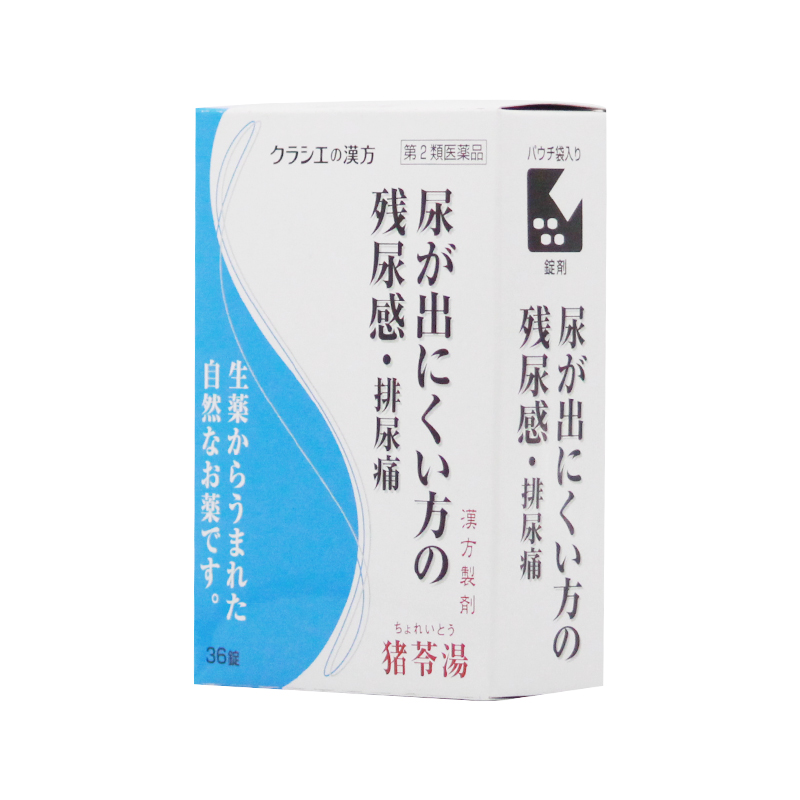 クラシエの漢方
第2類医薬品
尿が出にくい方の
残尿感・排尿痛
漢方製剤
ちょれいとう
猪苓湯
生薬からうまれた
自然なお薬です。
36錠
パウチ袋入り
錠剤
尿が出にくい方の
残尿感・排尿痛